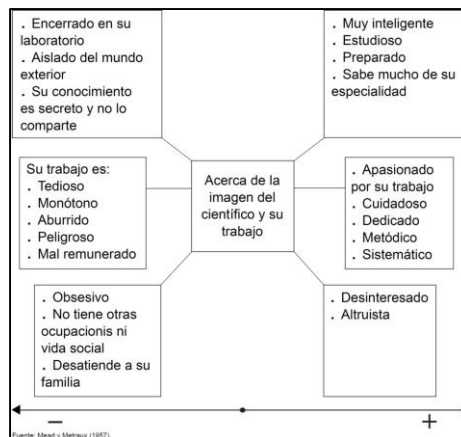 . Encerrado en su
laboratorio
. Aislado del mundo
exterior
. Su conocimiento
es secreto y no lo
comparte
. Muy inteligente
. Estudioso
. Preparado
. Sabe mucho de su
especialidad
Su trabajo es:
. Tedioso
. Monótono
. Aburrido
. Peligroso
. Mal remunerado
Acerca de la
imagen del
científico y su
trabajo
. Apasionado
por su trabajo
. Cuidadoso
. Dedicado
. Metódico
. Sistemático
. Obsesivo
. No tiene otras
ocupacionis ni
vida social
. Desatiende a su
familia
. Desinteresado
. Altruista
− +
Fuente: Mead y Metraux (1957).